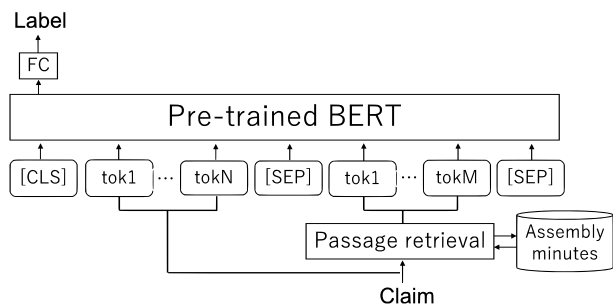 Label
FC
Pre-trained BERT
[CLS] tok1 ... tokN [SEP] tok1 ... tokM [SEP]
Passage retrieval
Assembly
minutes
Claim